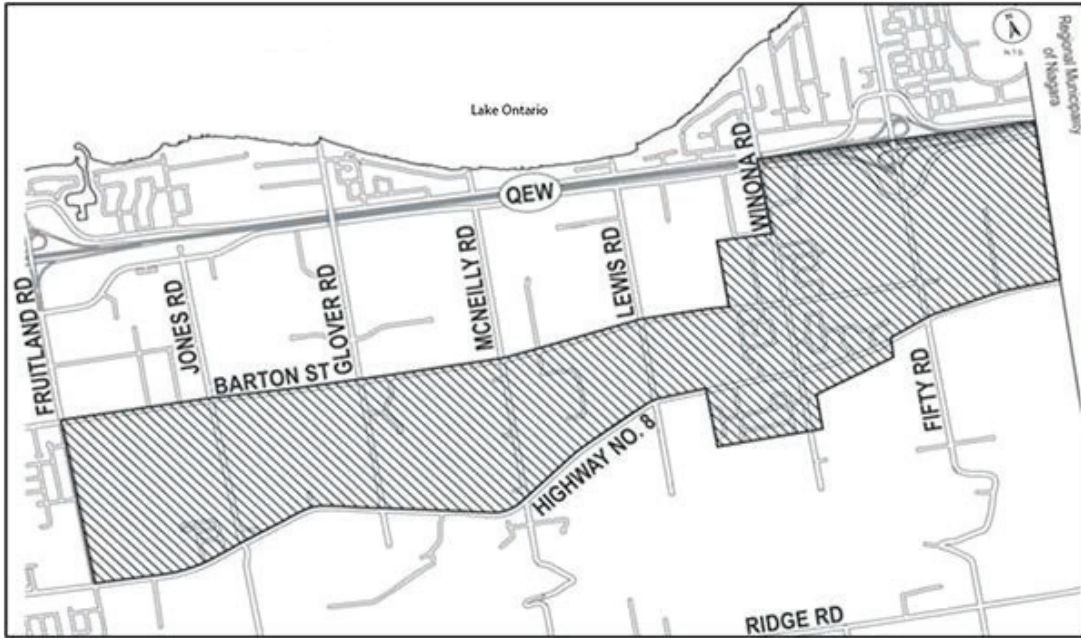 Lake Ontario
N.T.S
Regional Municipality
of Niagara
QEW
WINONA RD
FRUITLAND RD
JONES RD
GLOVER RD
MCNEILLY RD
LEWIS RD
BARTON ST
HIGHWAY NO. 8
FIFTY RD
RIDGE RD